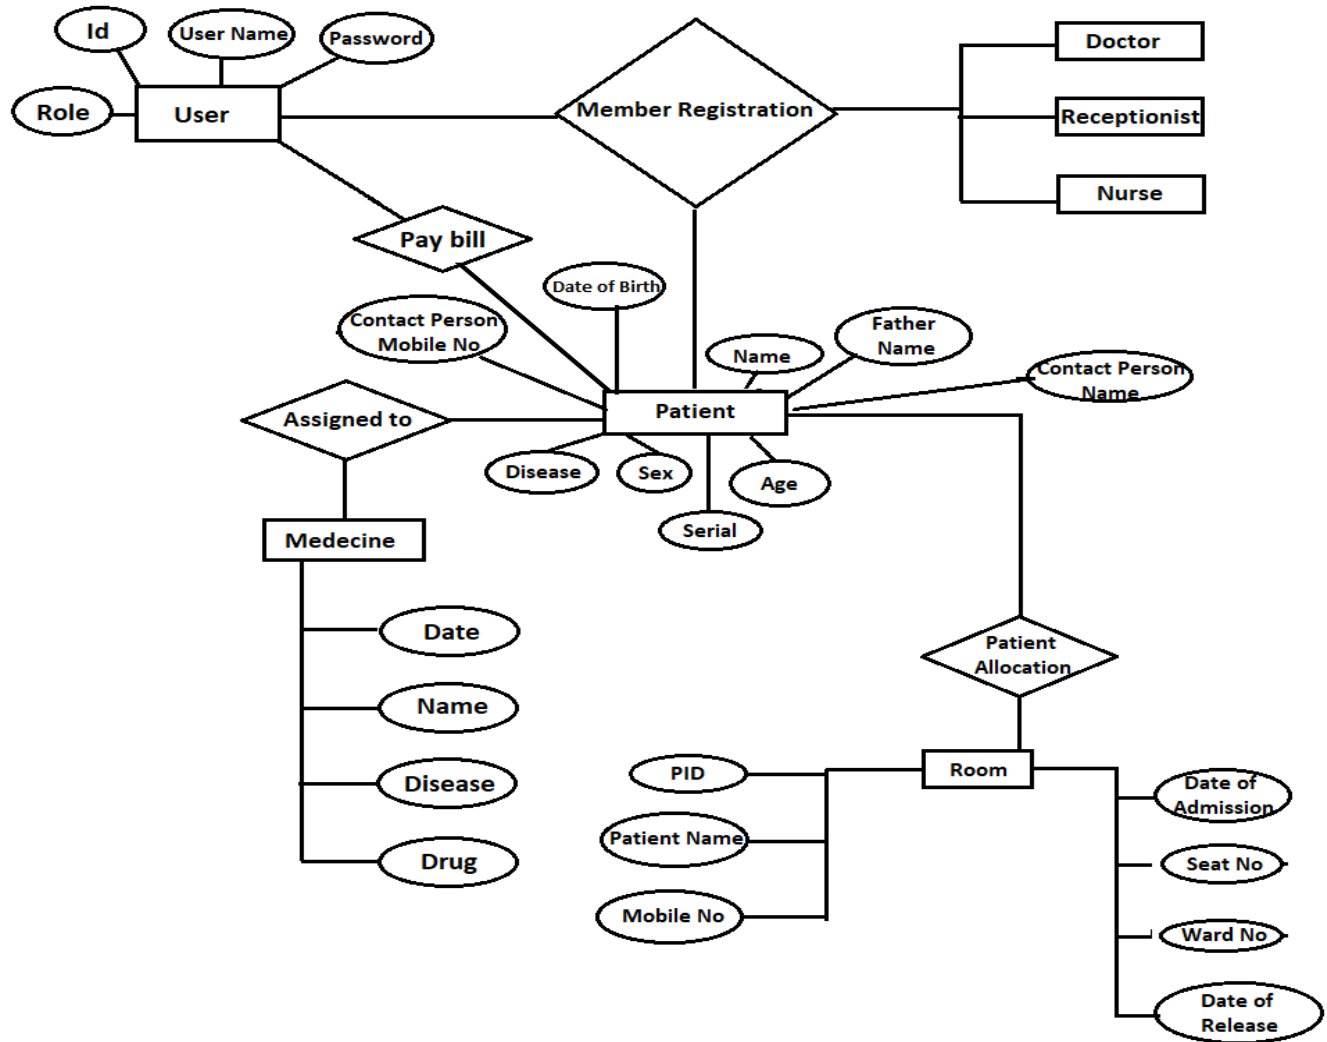 Id
User Name
Password
Role
User
Member Registration
Doctor
Receptionist
Nurse
Pay bill
Date of Birth
Contact Person
Mobile No
Name
Father
Name
Contact Person
Name
Assigned to
Patient
Disease
Sex
Age
Serial
Medecine
Date
Name
Disease
Drug
Patient
Allocation
Room
PID
Patient Name
Mobile No
Date of
Admission
Seat No
Ward No
Date of
Release